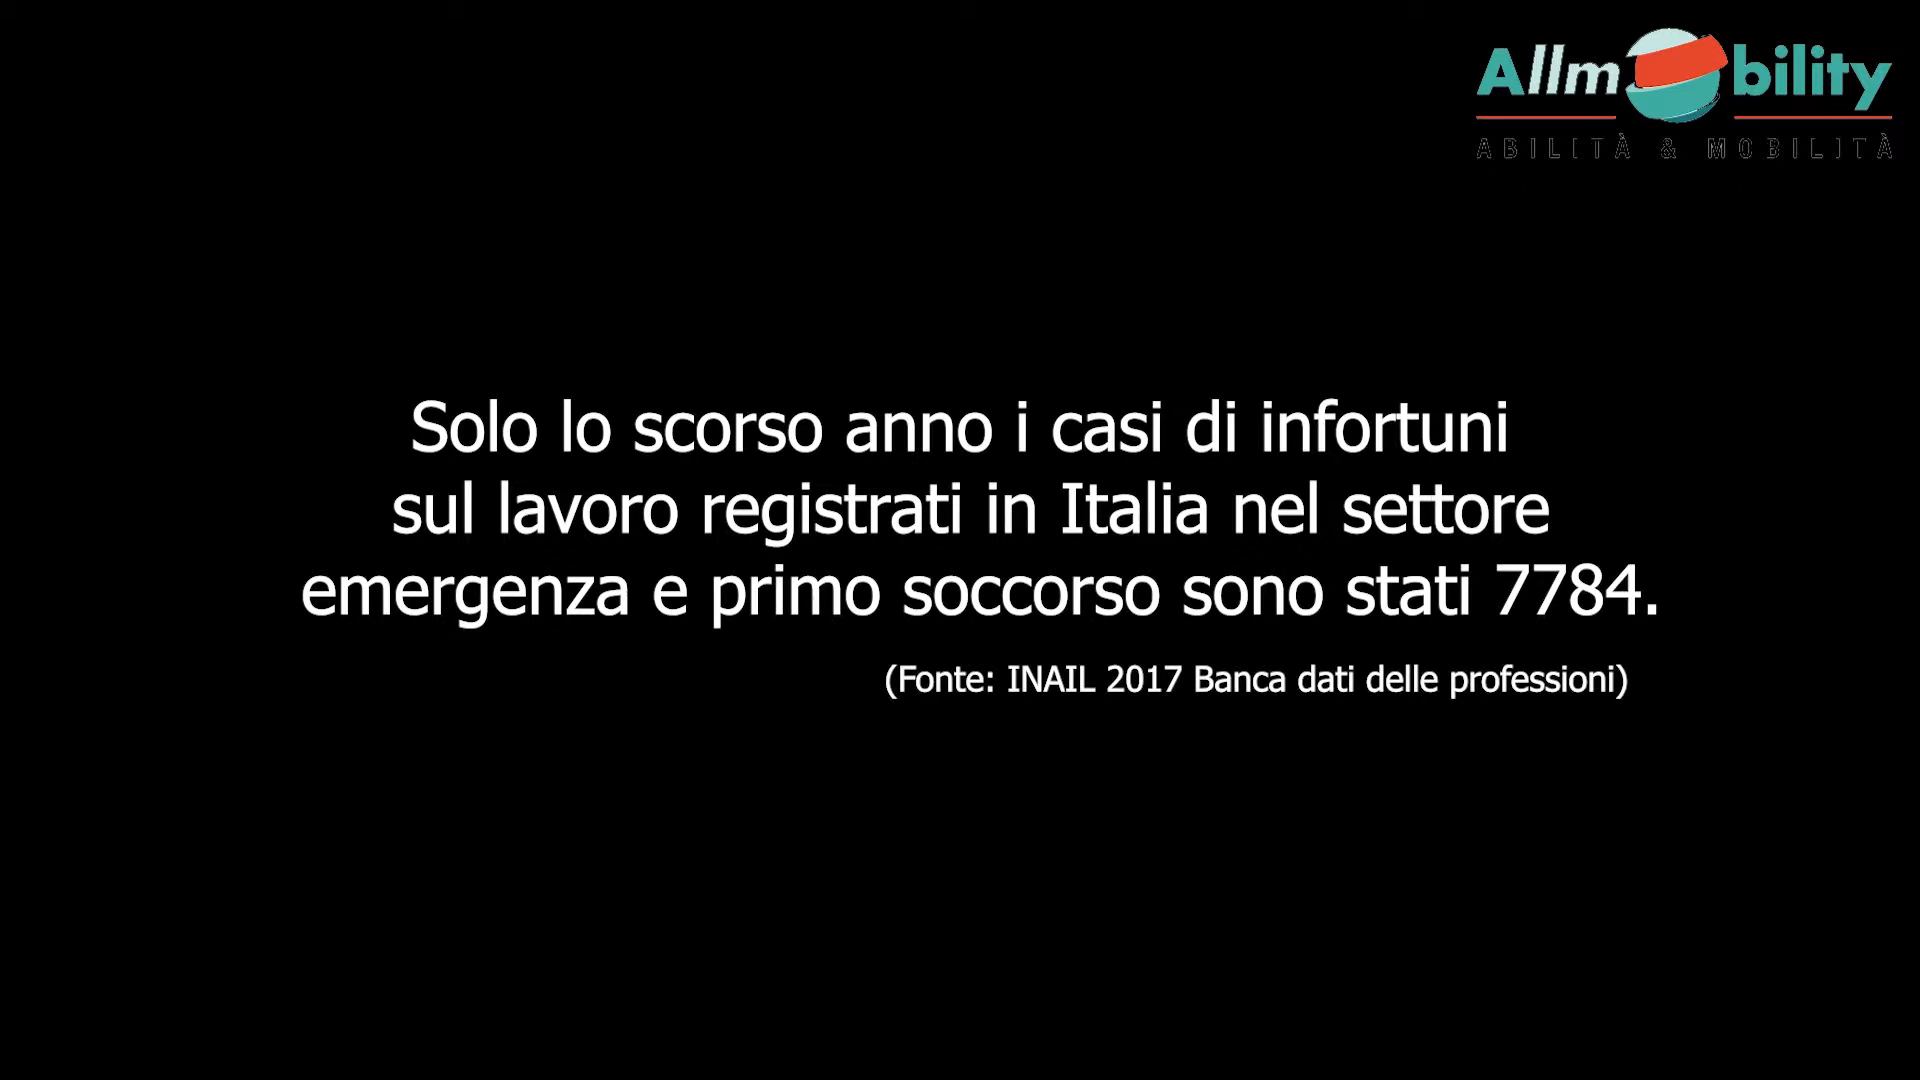 Allmobility
ABILITÀ & MOBILITÀ
Solo lo scorso anno i casi di infortuni
sul lavoro registrati in Italia nel settore
emergenza e primo soccorso sono stati 7784.
(Fonte: INAIL 2017 Banca dati delle professioni)